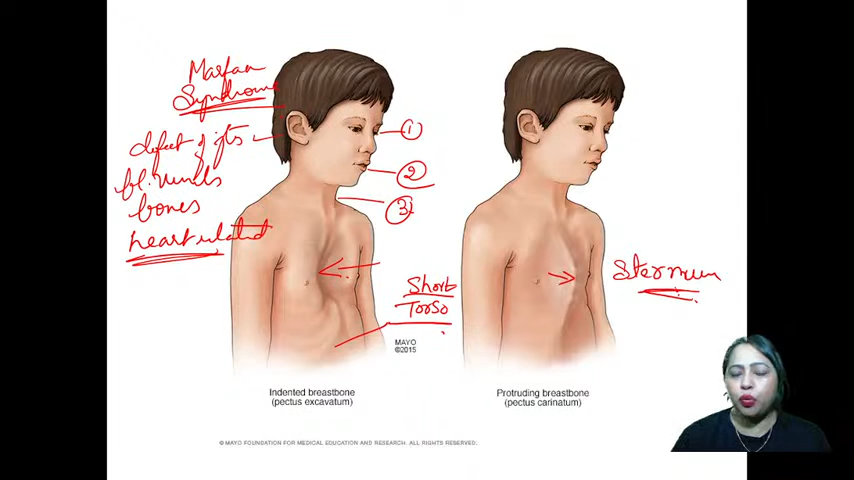 Marfan
Syndrome
defect of jts
bl. vessels
bones
heart related
1
2
3
Short
Torso
Sternum
MAYO
©2015
Indented breastbone
(pectus excavatum)
Protruding breastbone
(pectus carinatum)
© MAYO FOUNDATION FOR MEDICAL EDUCATION AND RESEARCH. ALL RIGHTS RESERVED.